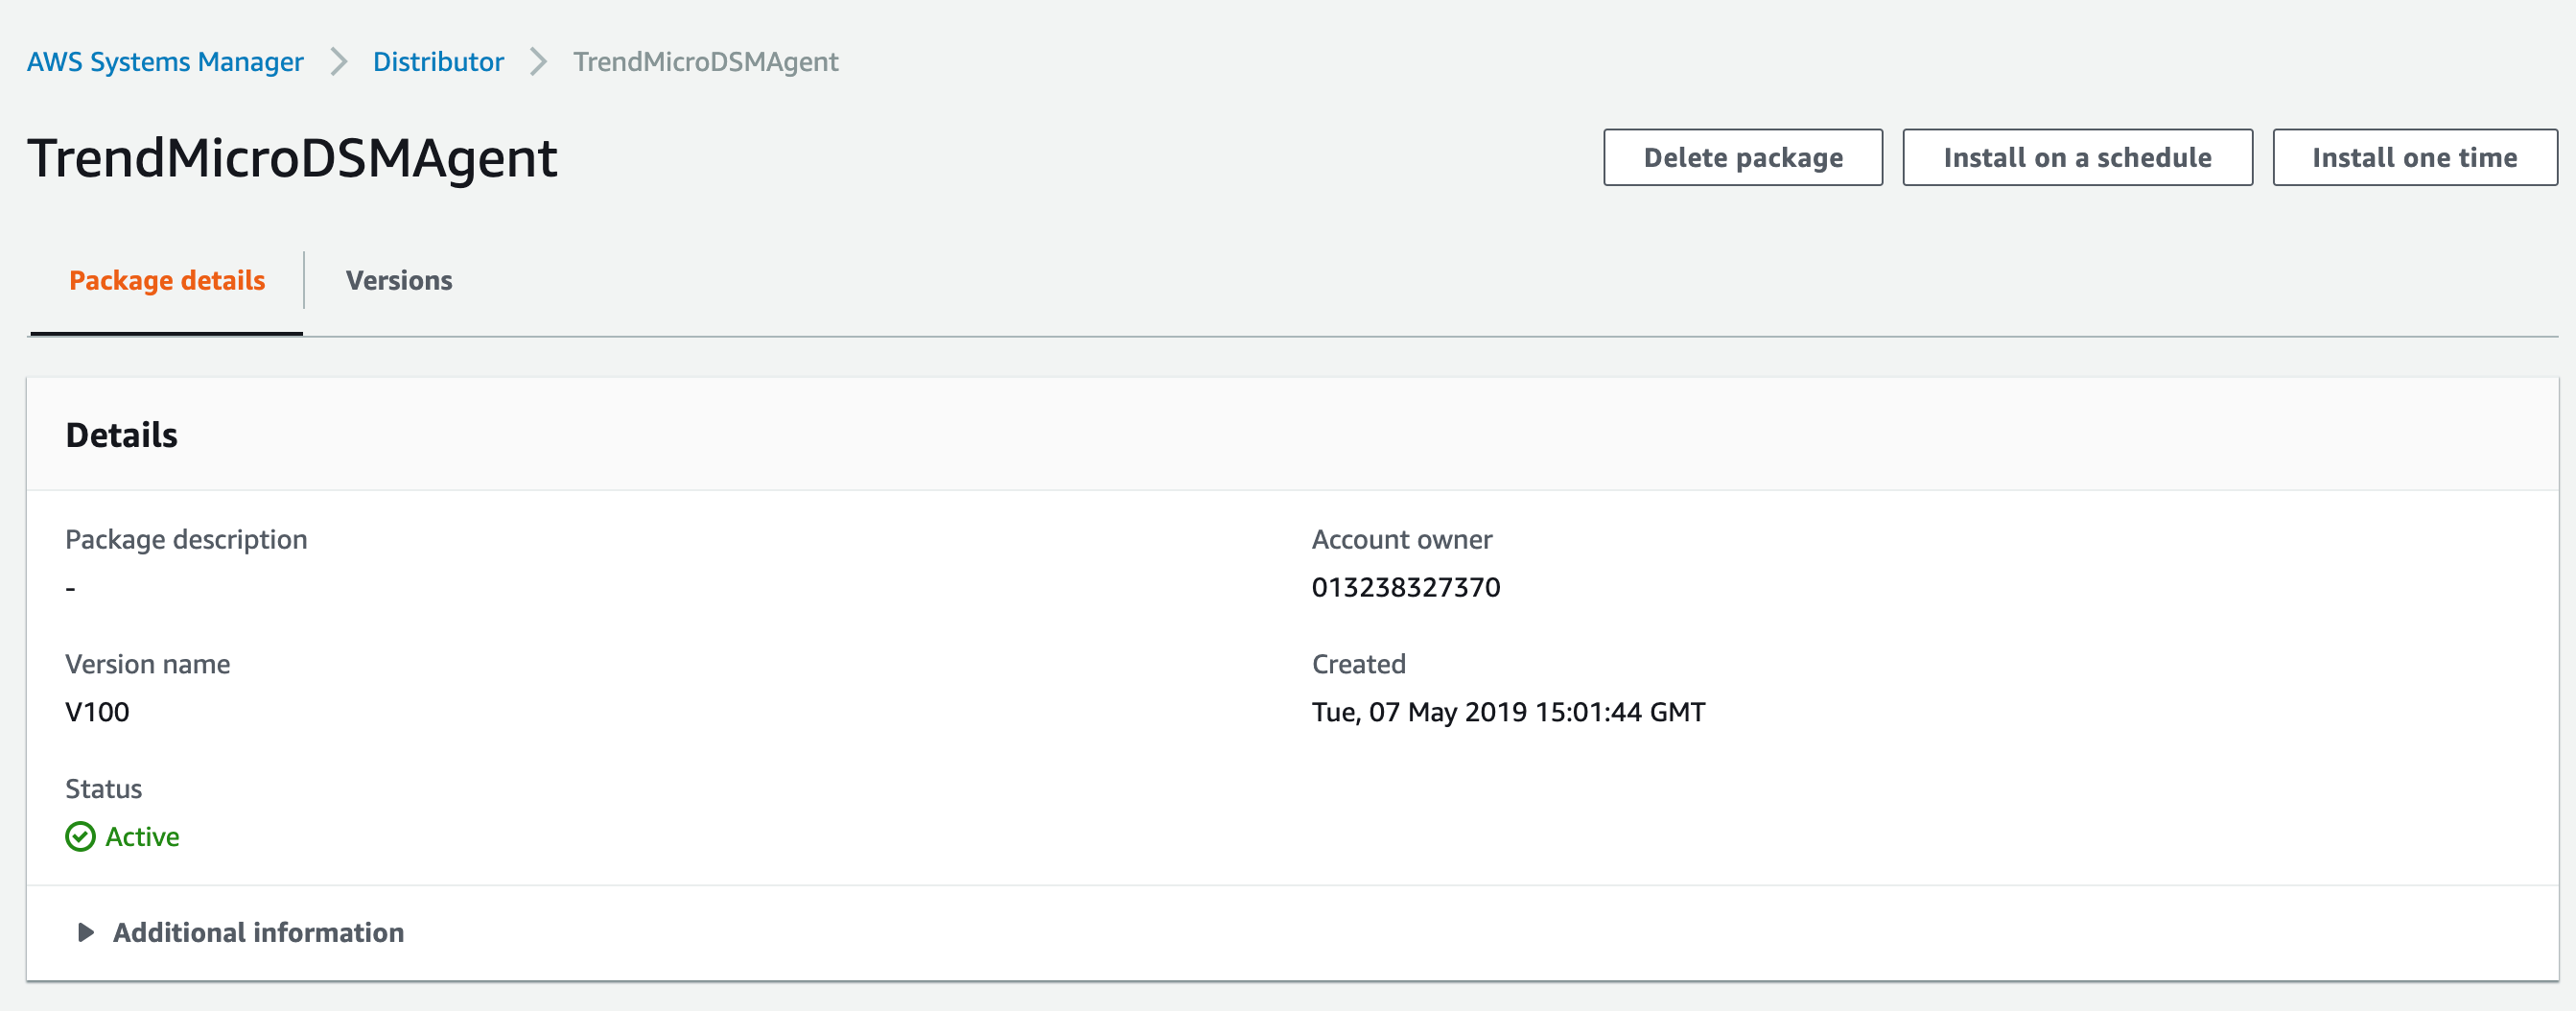 AWS Systems Manager > Distributor > TrendMicroDSMAgent
TrendMicroDSMAgent
Delete package
Install on a schedule
Install one time
Package details
Versions
Details
Package description
-
Account owner
013238327370
Version name
V100
Created
Tue, 07 May 2019 15:01:44 GMT
Status
Active
Additional information